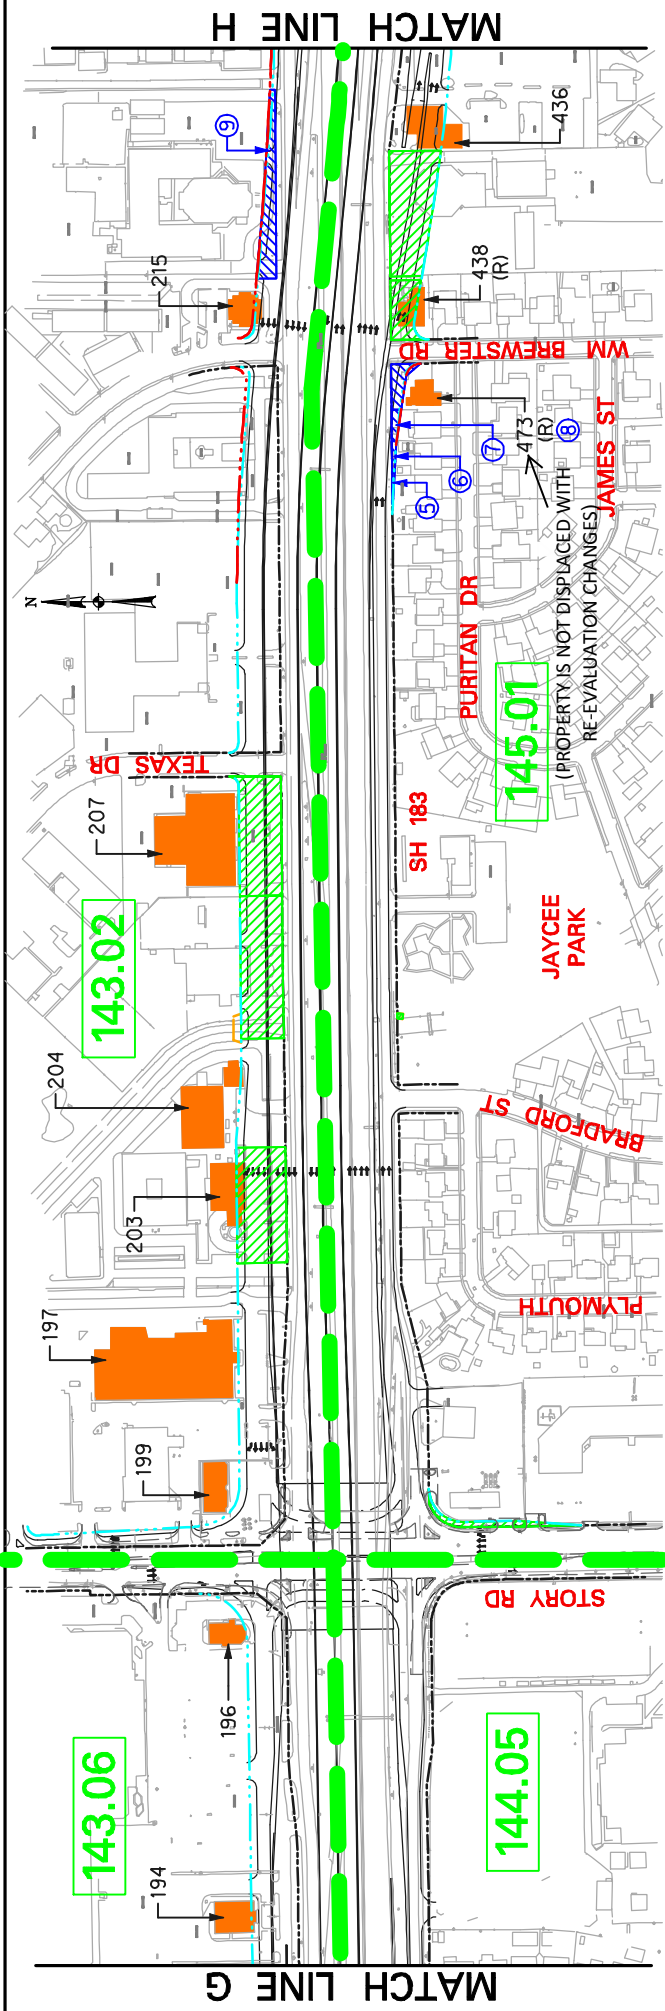 MATCH LINE H
9
215
436
438
(R)
WM BREWSTER RD
473
(R)
8
7
6
5
JAMES ST
(PROPERTY IS NOT DISPLACED WITH
RE-EVALUATION CHANGES)
N
PURITAN DR
145.01
TEXAS DR
207
SH 183
143.02
JAYCEE
PARK
204
BRADFORD ST
203
PLYMOUTH
197
199
STORY RD
196
143.06
144.05
194
MATCH LINE G